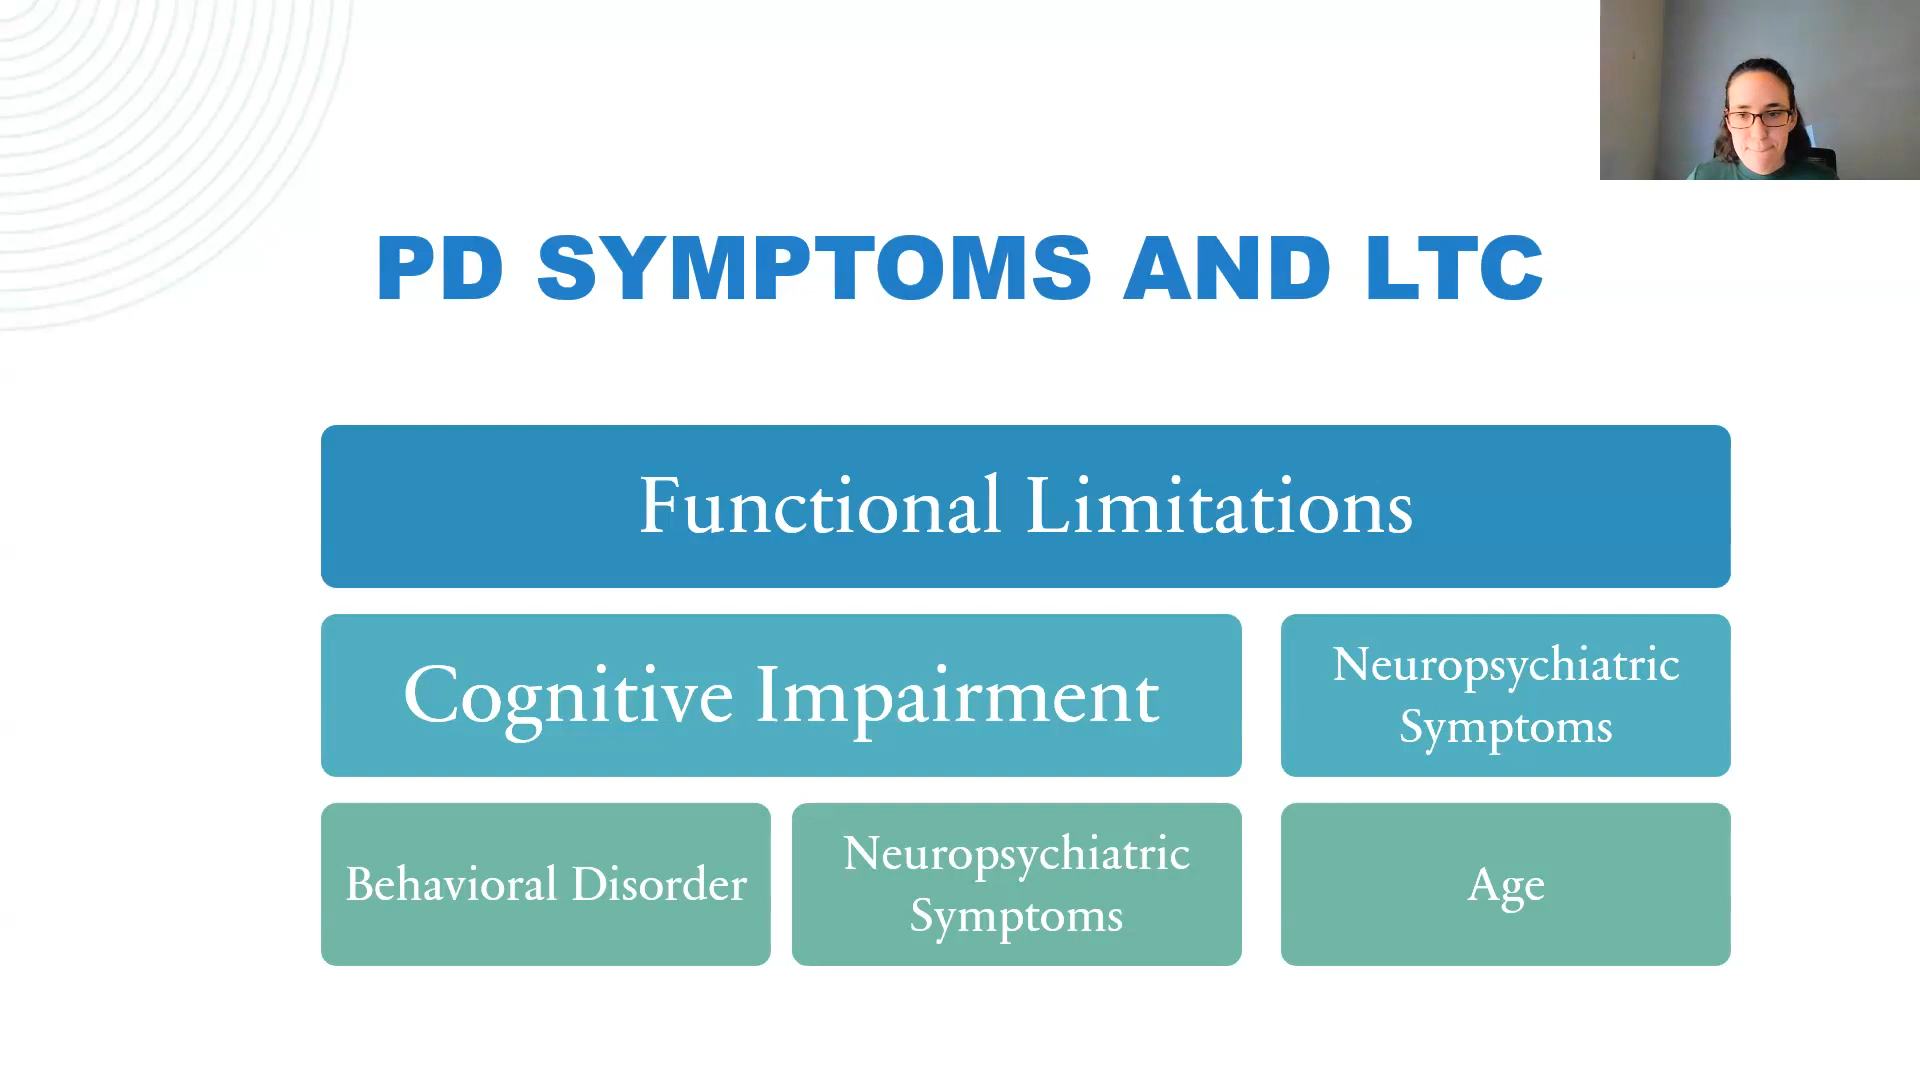 PD SYMPTOMS AND LTC
Functional Limitations
Cognitive Impairment
Neuropsychiatric
Symptoms
Behavioral Disorder
Neuropsychiatric
Symptoms
Age